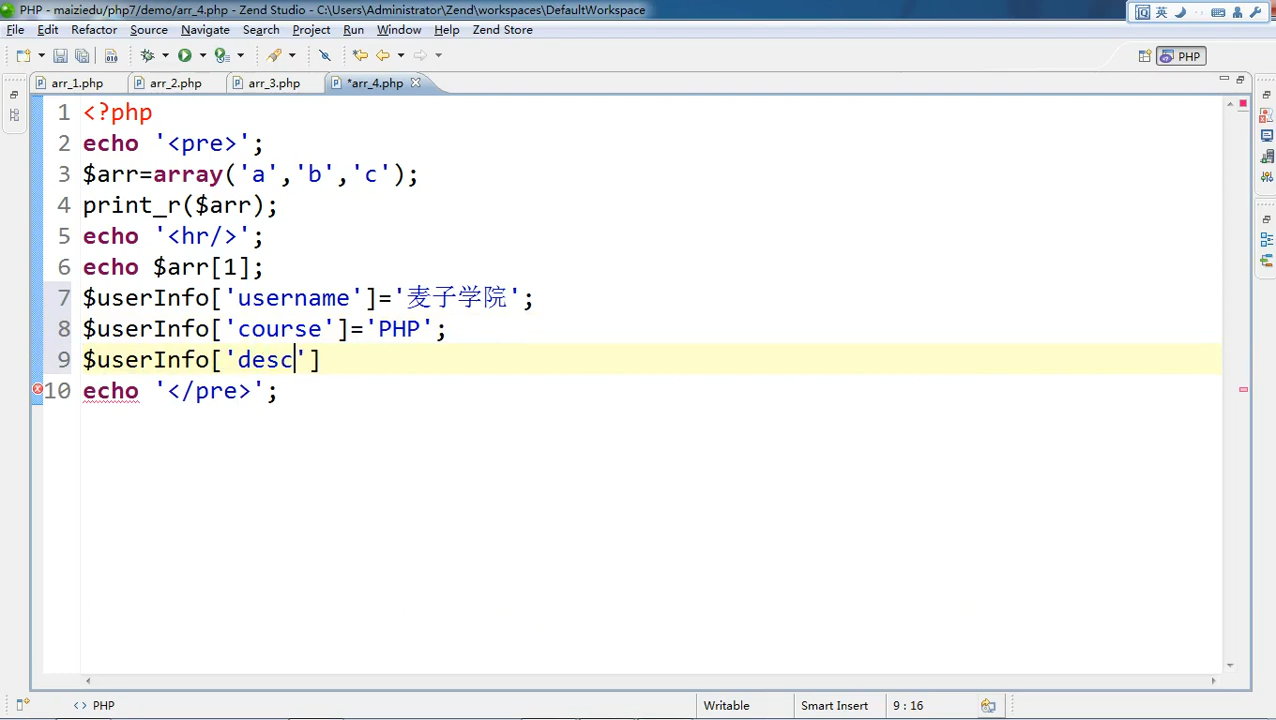 PHP - maiziedu/php7/demo/arr_4.php - Zend Studio - C:\Users\Administrator\Zend\workspaces\DefaultWorkspace
英
File Edit Refactor Source Navigate Search Project Run Window Help Zend Store
PHP
arr_1.php arr_2.php arr_3.php *arr_4.php
1 <?php
2 echo '<pre>';
3 $arr=array('a','b','c');
4 print_r($arr);
5 echo '<hr/>';
6 echo $arr[1];
7 $userInfo['username']='麦子学院';
8 $userInfo['course']='PHP';
9 $userInfo['desc']
10 echo '</pre>';
<> PHP Writable Smart Insert 9 : 16